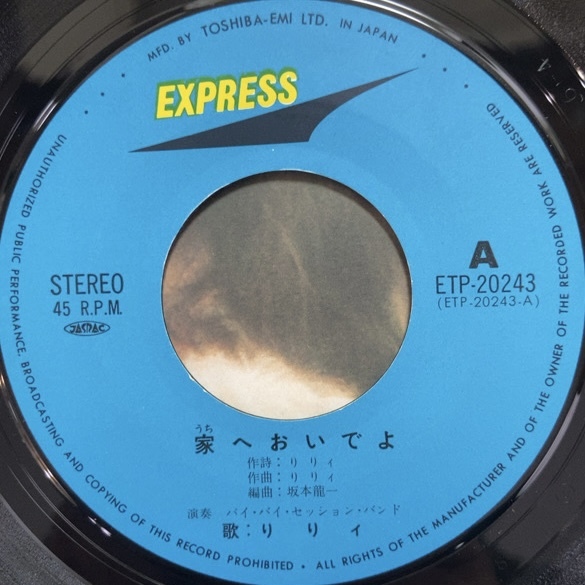 MFD. BY TOSHIBA-EMI LTD. IN JAPAN
EXPRESS
A
STEREO
45 R.P.M.
JASRAC
ETP-20243
(ETP-20243-A)
うち
家へおいでよ
作詩：りりィ
作曲：りりィ
編曲：坂本龍一
演奏 バイ・バイ・セッション・バンド
歌：りりィ
UNAUTHORIZED PUBLIC PERFORMANCE, BROADCASTING AND COPYING OF THIS RECORD PROHIBITED • ALL RIGHTS OF THE MANUFACTURER AND OF THE OWNER OF THE RECORDED WORK ARE RESERVED